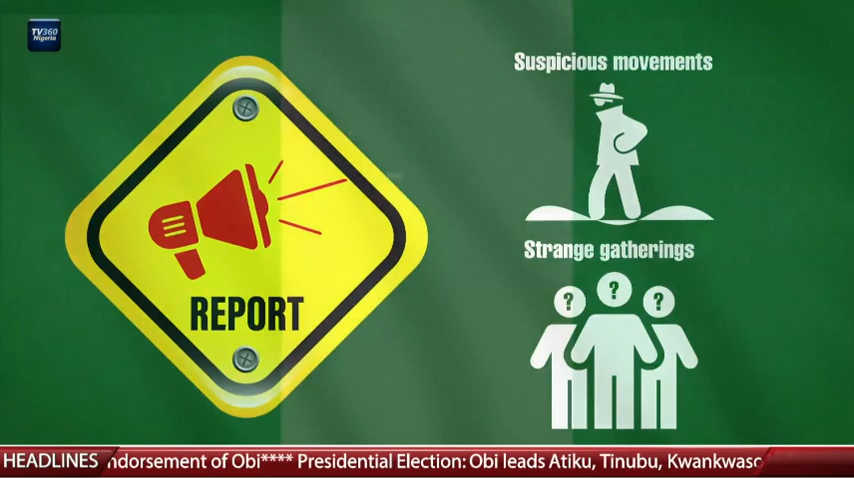 TV360
Nigeria
Suspicious movements
REPORT
Strange gatherings
? ? ?
HEADLINES ndorsement of Obi**** Presidential Election: Obi leads Atiku, Tinubu, Kwankwaso